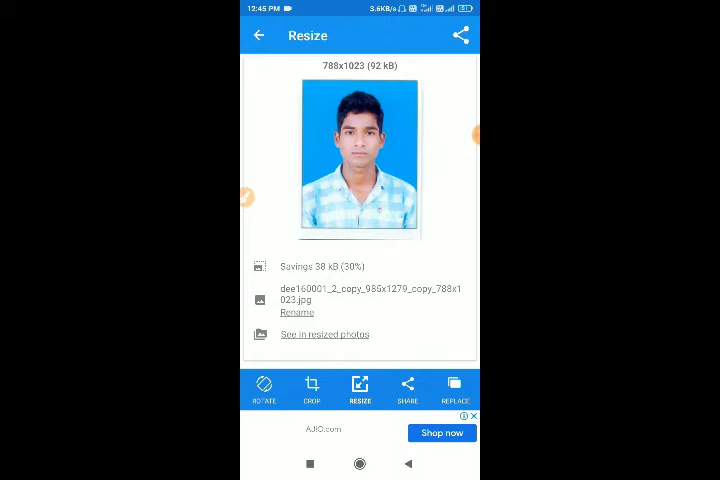 12:45 PM 3.6KB/s 61
Resize
788x1023 (92 kB)
Savings 38 kB (30%)
dee160001_2_copy_985x1279_copy_788x1
023.jpg
Rename
See in resized photos
ROTATE CROP RESIZE SHARE REPLACE
AJIO.com
Shop now